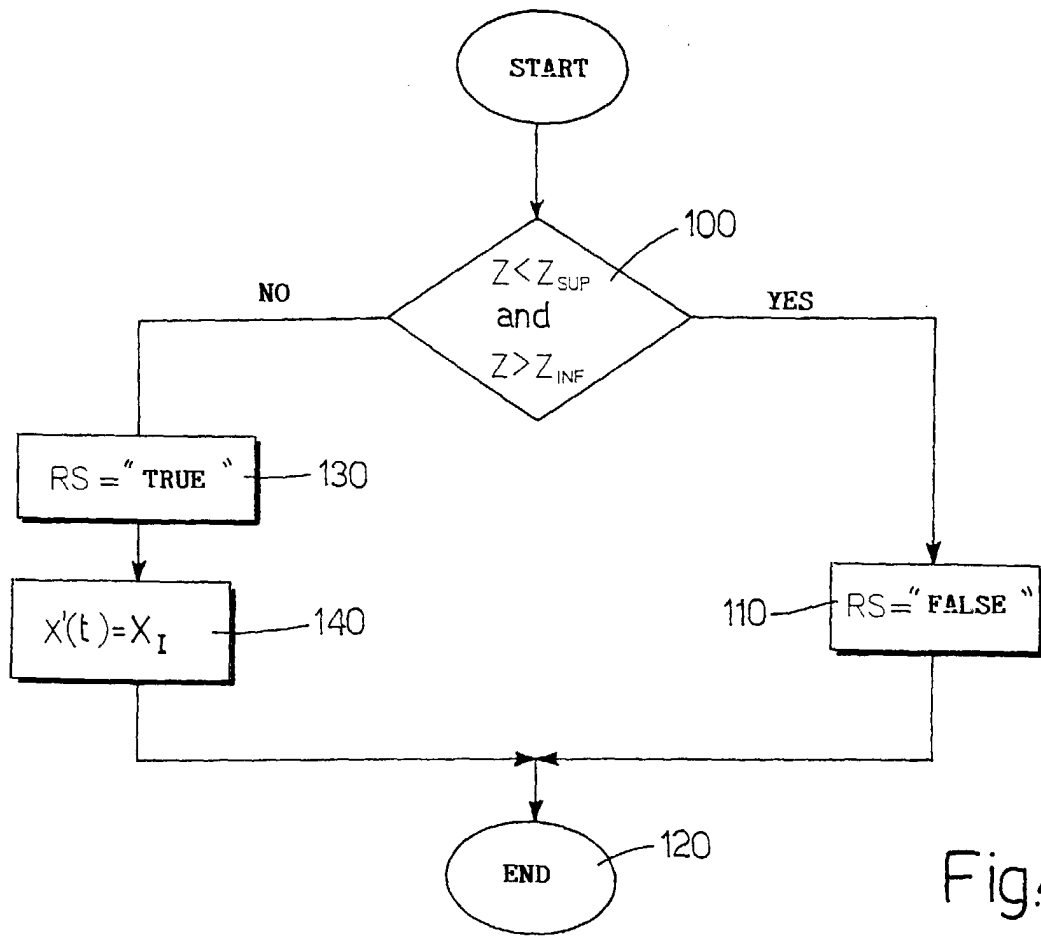 START
100
Z<Z_SUP
and
Z>Z_INF
NO
YES
RS="TRUE"
130
X'(t)=X_I
140
110
RS="FALSE"
END
120
Fig.